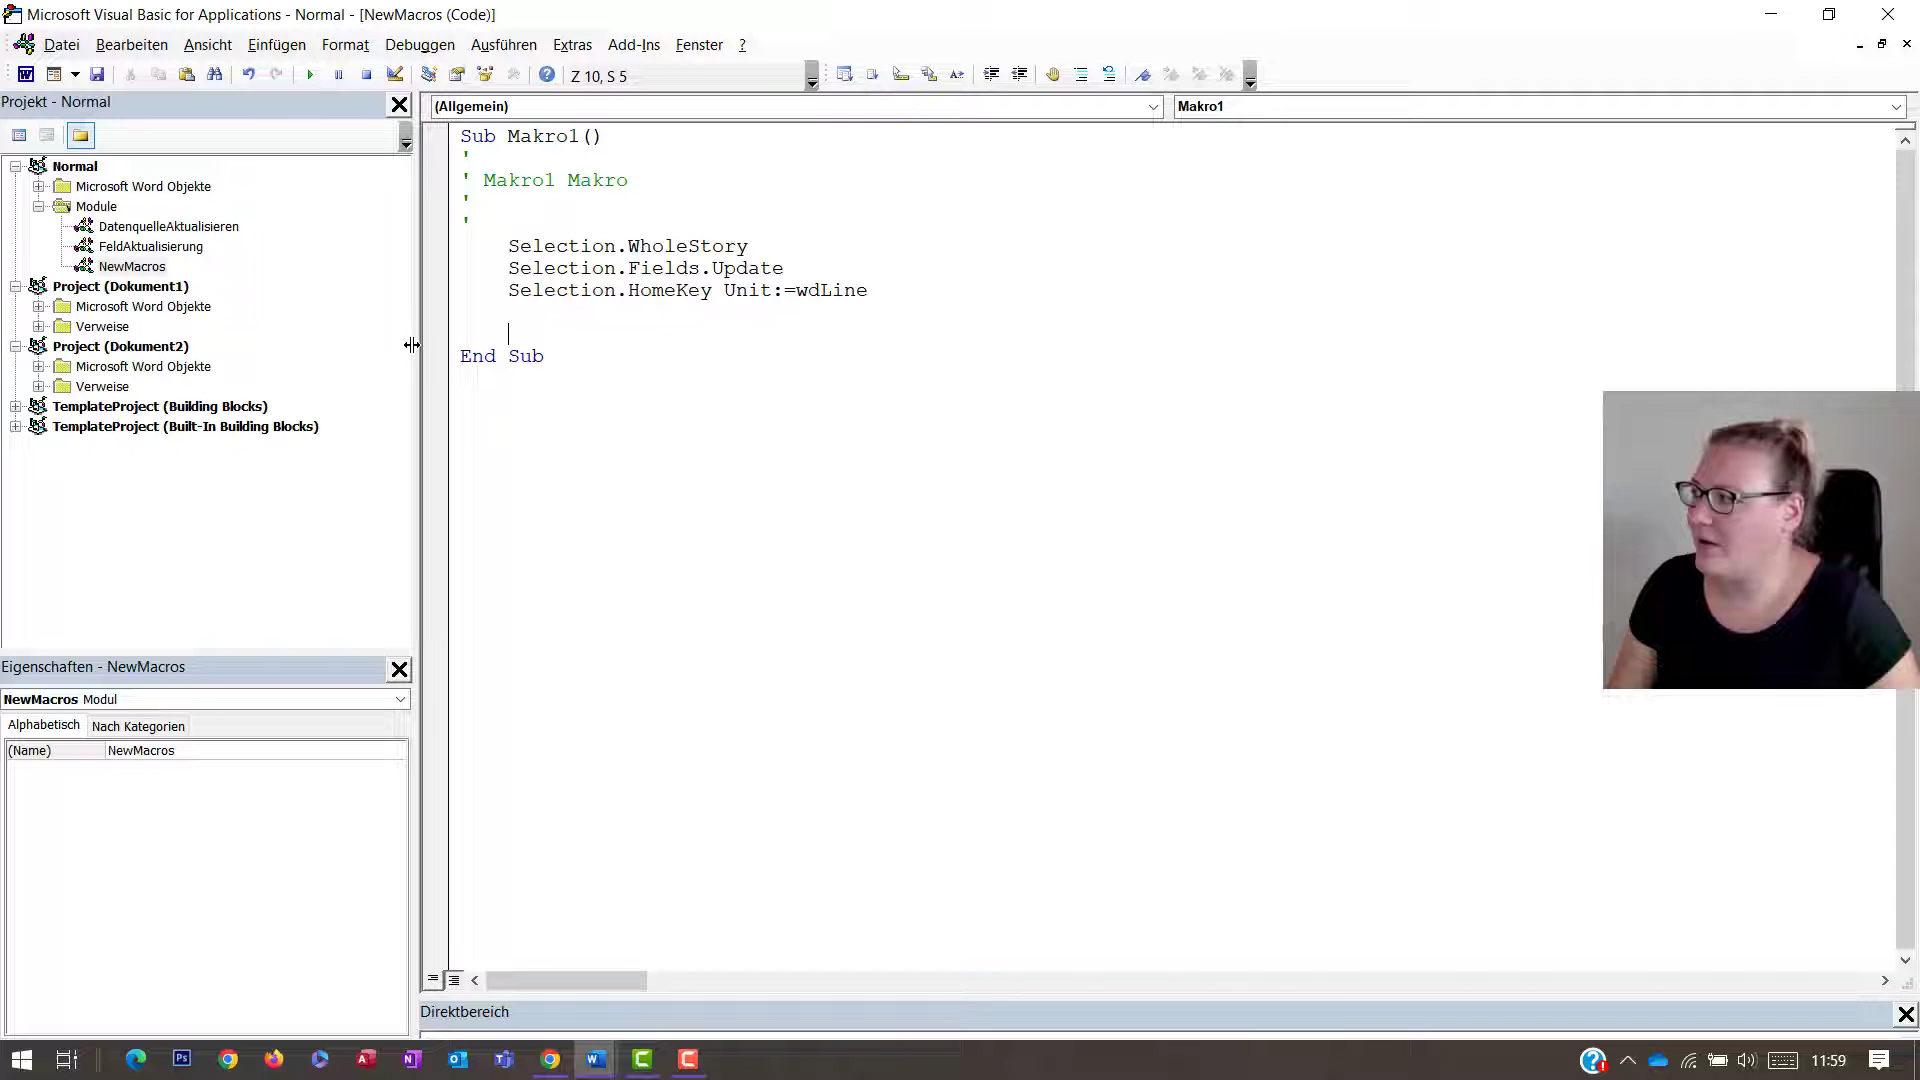 Microsoft Visual Basic for Applications - Normal - [NewMacros (Code)]
Datei Bearbeiten Ansicht Einfügen Format Debuggen Ausführen Extras Add-Ins Fenster ?
Z 10, S 5
Projekt - Normal
(Allgemein)
Makro1
Normal
Microsoft Word Objekte
Module
DatenquelleAktualisieren
FeldAktualisierung
NewMacros
Project (Dokument1)
Microsoft Word Objekte
Verweise
Project (Dokument2)
Microsoft Word Objekte
Verweise
TemplateProject (Building Blocks)
TemplateProject (Built-In Building Blocks)
Sub Makro1()
'
' Makro1 Makro
'
'
Selection.WholeStory
Selection.Fields.Update
Selection.HomeKey Unit:=wdLine
End Sub
Eigenschaften - NewMacros
NewMacros Modul
Alphabetisch Nach Kategorien
(Name) NewMacros
Direktbereich
11:59